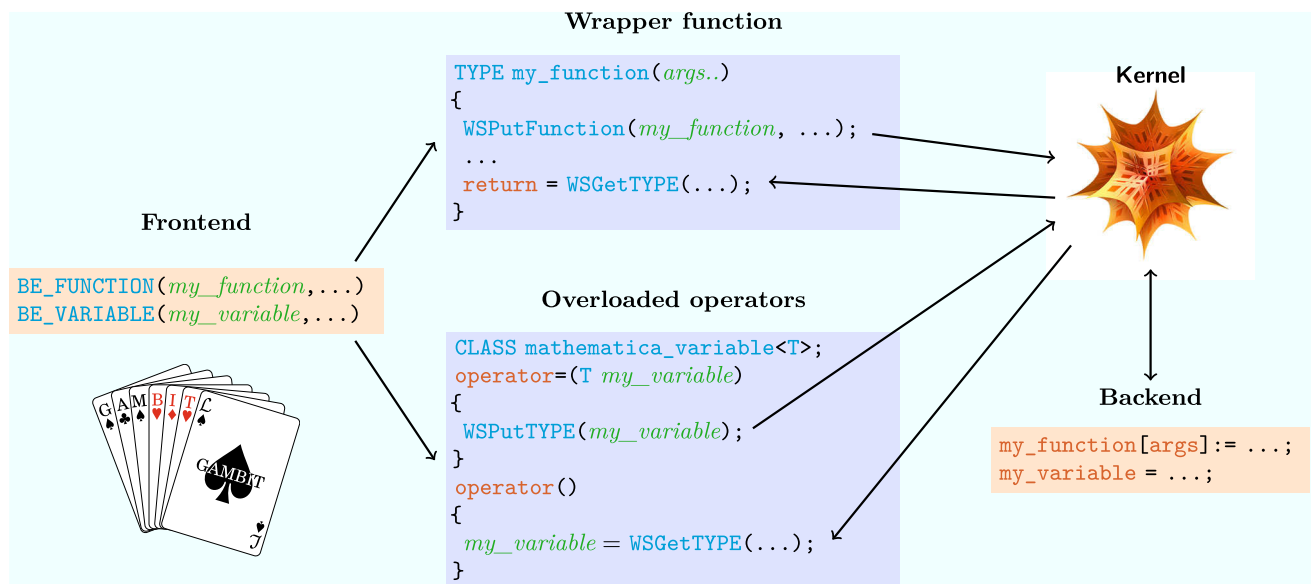 Wrapper function
TYPE my_function(args..)
{
WSPutFunction(my_function, ...);
...
return = WSGetTYPE(...);
}
Kernel
Frontend
BE_FUNCTION(my_function,...)
BE_VARIABLE(my_variable,...)
G A M B I T ℒ
GAMBIT
J
Overloaded operators
CLASS mathematica_variable<T>;
operator=(T my_variable)
{
WSPutTYPE(my_variable);
}
operator()
{
my_variable = WSGetTYPE(...);
}
Backend
my_function[args]:= ...;
my_variable = ...;